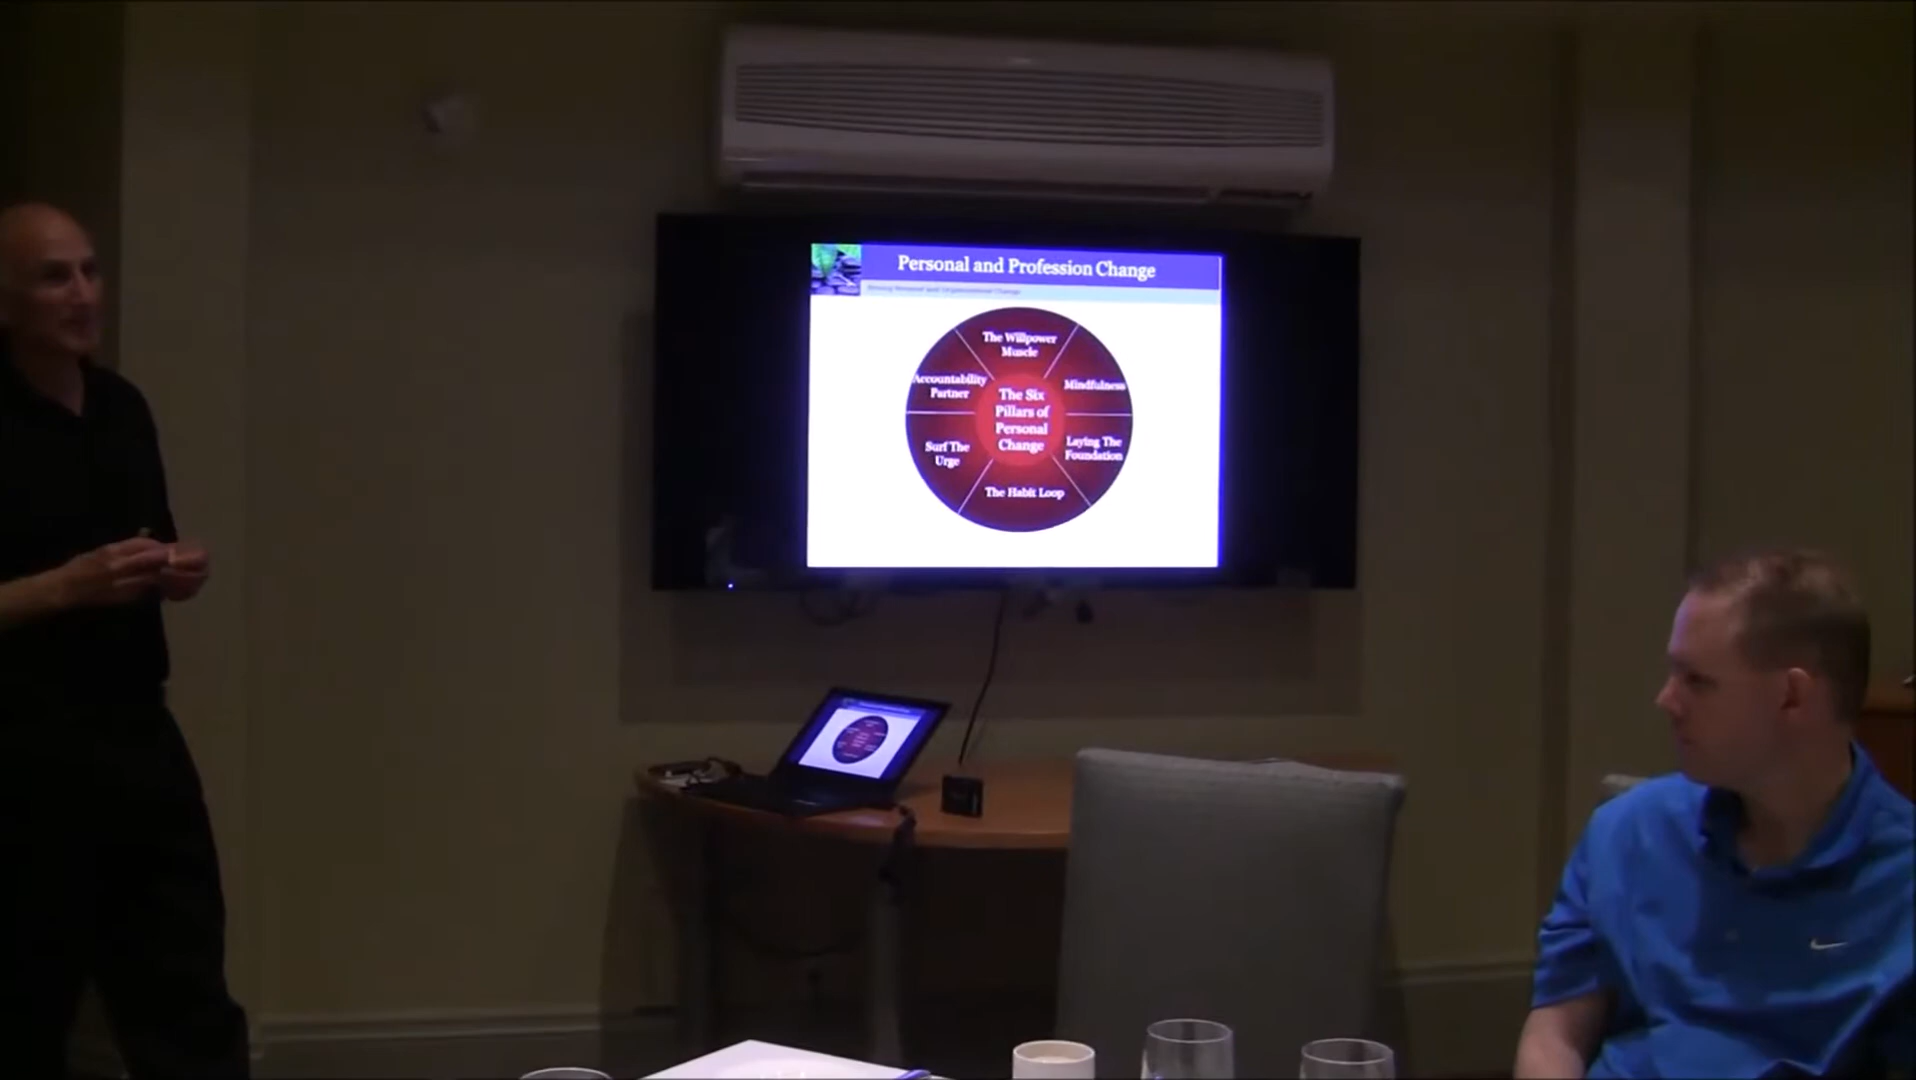 Personal and Profession Change
The Willpower
Muscle
Mindfulness
Laying The
Foundation
The Habit Loop
Surf The
Urge
Accountability
Partner
The Six
Pillars of
Personal
Change